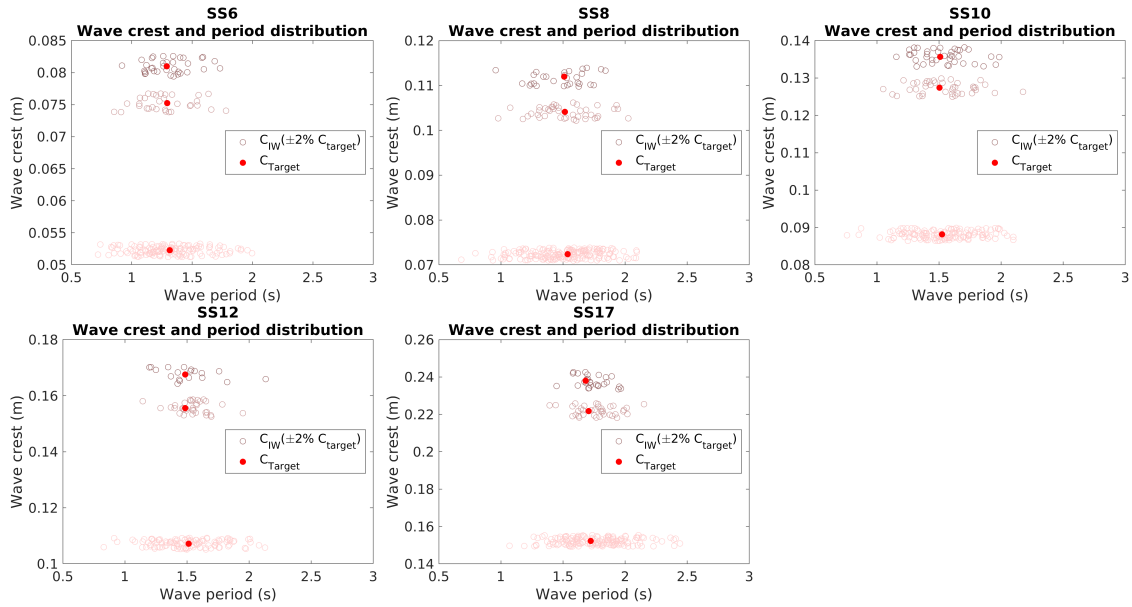 SS6
Wave crest and period distribution
0.085
0.08
0.075
0.07
0.065
0.06
0.055
0.05
Wave crest (m)
0.5 1 1.5 2 2.5 3
Wave period (s)
C_IW(±2% C_target)
C_Target
SS8
Wave crest and period distribution
0.12
0.11
0.1
0.09
0.08
0.07
Wave crest (m)
0.5 1 1.5 2 2.5 3
Wave period (s)
C_IW(±2% C_target)
C_Target
SS10
Wave crest and period distribution
0.14
0.13
0.12
0.11
0.1
0.09
0.08
Wave crest (m)
0.5 1 1.5 2 2.5 3
Wave period (s)
C_IW(±2% C_target)
C_Target
SS12
Wave crest and period distribution
0.18
0.16
0.14
0.12
0.1
Wave crest (m)
0.5 1 1.5 2 2.5 3
Wave period (s)
C_IW(±2% C_target)
C_Target
SS17
Wave crest and period distribution
0.26
0.24
0.22
0.2
0.18
0.16
0.14
Wave crest (m)
0.5 1 1.5 2 2.5 3
Wave period (s)
C_IW(±2% C_target)
C_Target